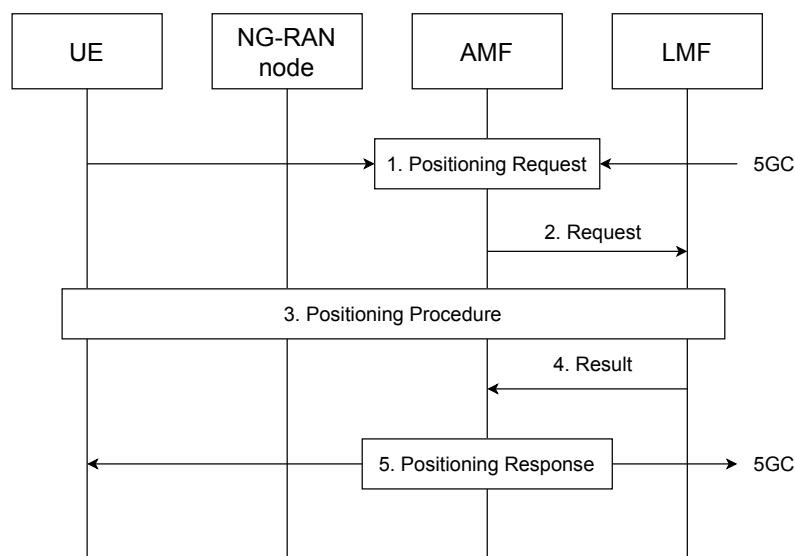 UE
NG-RAN
node
AMF
LMF
1. Positioning Request
5GC
2. Request
3. Positioning Procedure
4. Result
5. Positioning Response
5GC